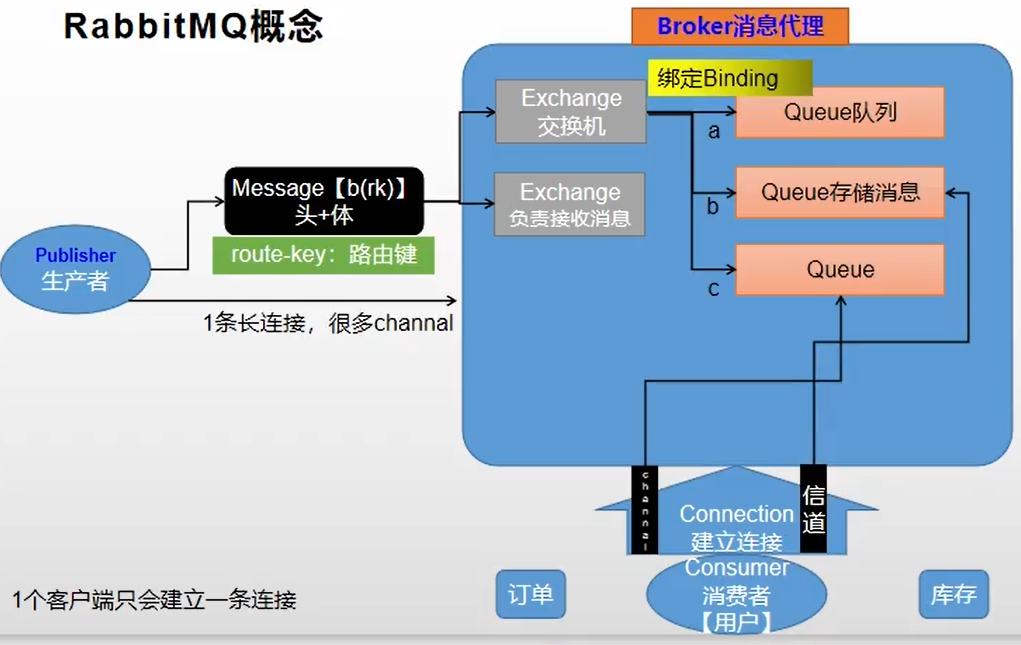 RabbitMQ概念
Broker消息代理
绑定Binding
Exchange
交换机
Queue队列
a
Message【b(rk)】
头+体
Exchange
负责接收消息
Queue存储消息
b
route-key：路由键
Publisher
生产者
Queue
c
1条长连接，很多channal
channal
信道
Connection
建立连接
Consumer
消费者
【用户】
订单
库存
1个客户端只会建立一条连接